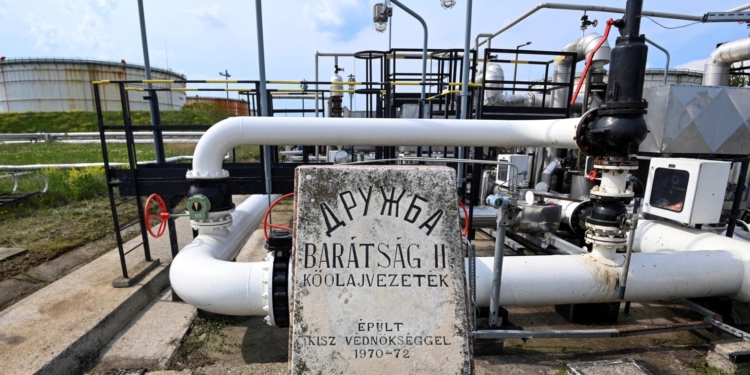 ДРУЖБА
BARÁTSÁG II
KŐOLAJVEZETÉK
ÉPÜLT
KISZ VÉDNÖKSÉGGEL
1970-72